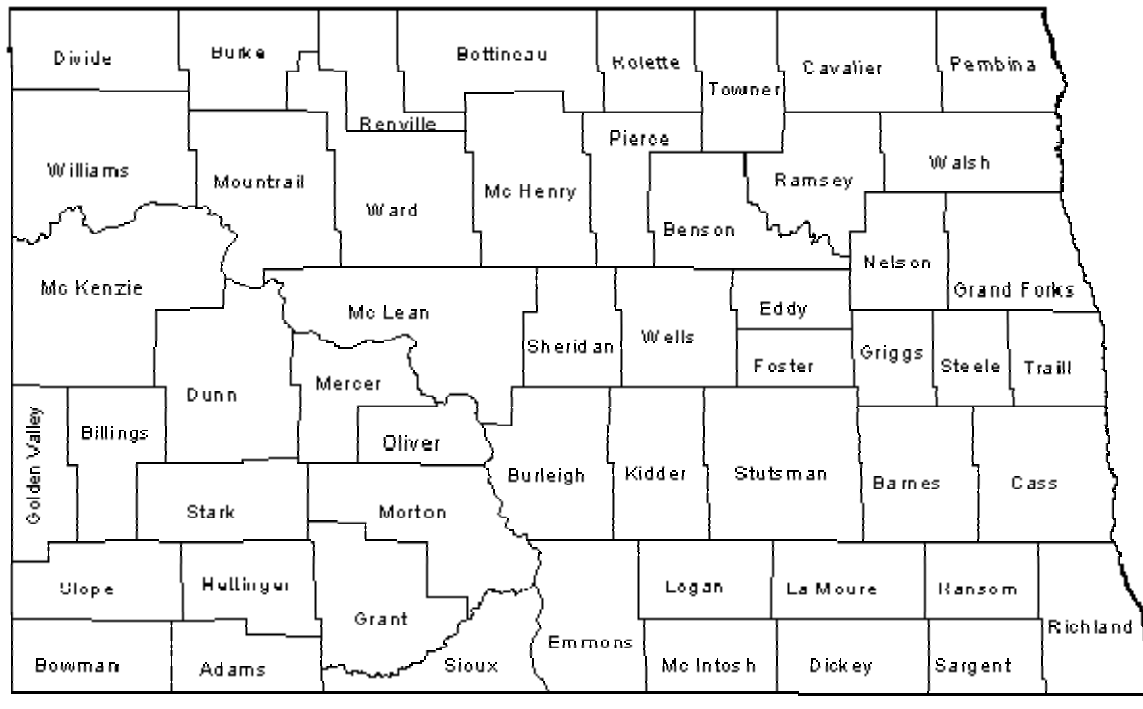 Divide
Burke
Bottineau
Rolette
Towner
Cavalier
Pembina
Renville
Pierce
Williams
Mountrail
Ward
Mc Henry
Benson
Ramsey
Walsh
Nelson
Mc Kenzie
Grand Forks
Mc Lean
Sheridan
Wells
Eddy
Foster
Griggs
Steele
Traill
Dunn
Mercer
Golden Valley
Billings
Oliver
Burleigh
Kidder
Stutsman
Barnes
Cass
Stark
Morton
Slope
Hettinger
Grant
Logan
La Moure
Ransom
Emmons
Richland
Bowman
Adams
Sioux
Mc Intosh
Dickey
Sargent